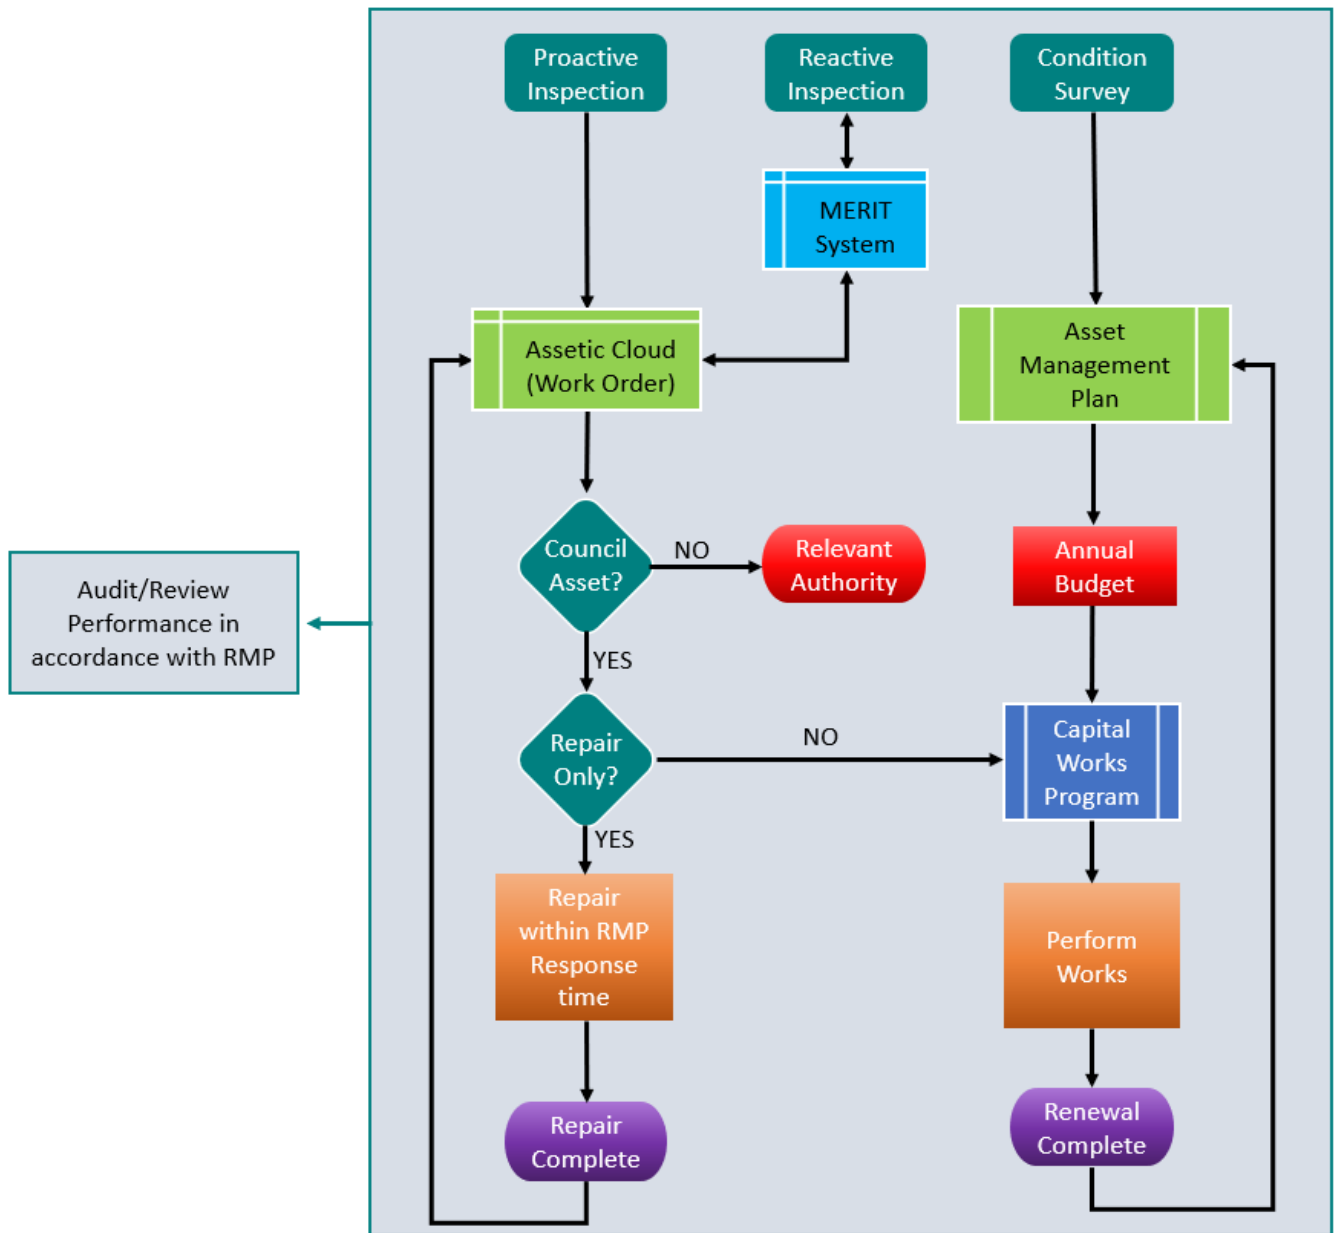 Proactive
Inspection
Reactive
Inspection
Condition
Survey
MERIT
System
Assetic Cloud
(Work Order)
Asset
Management
Plan
Council
Asset?
NO
Relevant
Authority
Annual
Budget
Audit/Review
Performance in
accordance with RMP
YES
Repair
Only?
NO
Capital
Works
Program
YES
Repair
within RMP
Response
time
Perform
Works
Repair
Complete
Renewal
Complete